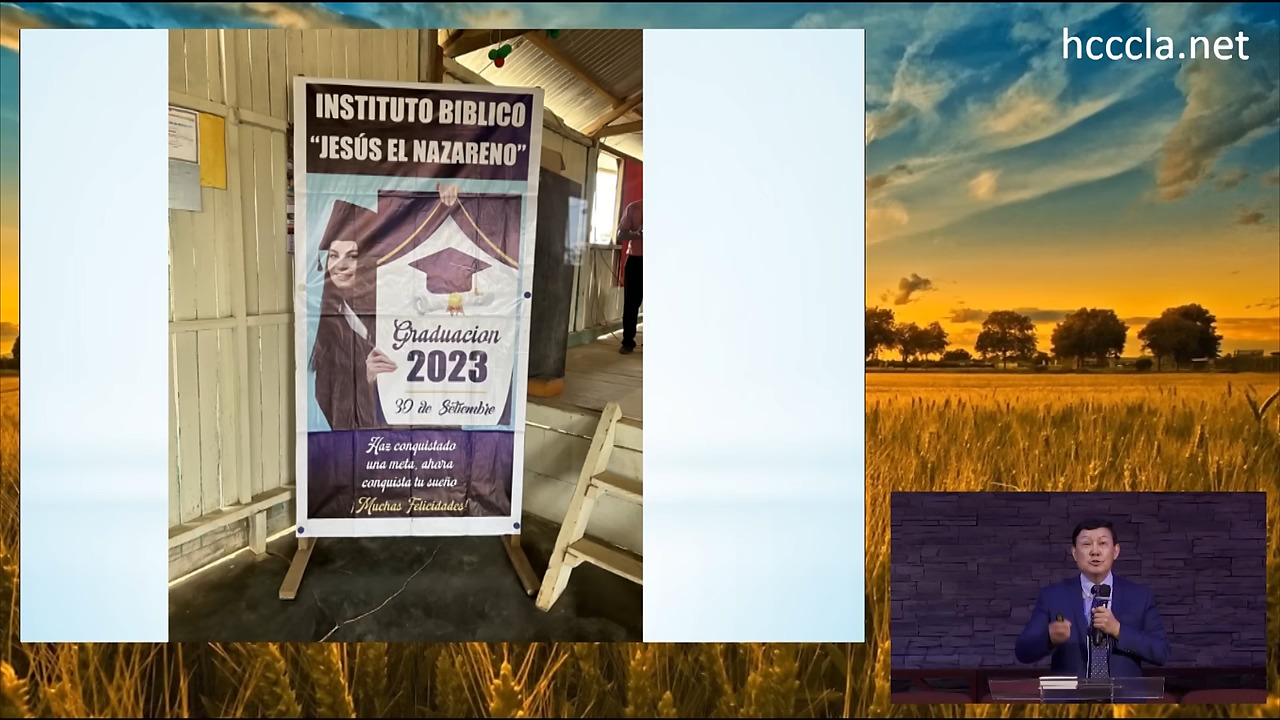 hcccla.net
INSTITUTO BIBLICO
“JESÚS EL NAZARENO”
Graduacion
2023
30 de Setiembre
Haz conquistado
una meta, ahora
conquista tu sueño
¡Muchas Felicidades!